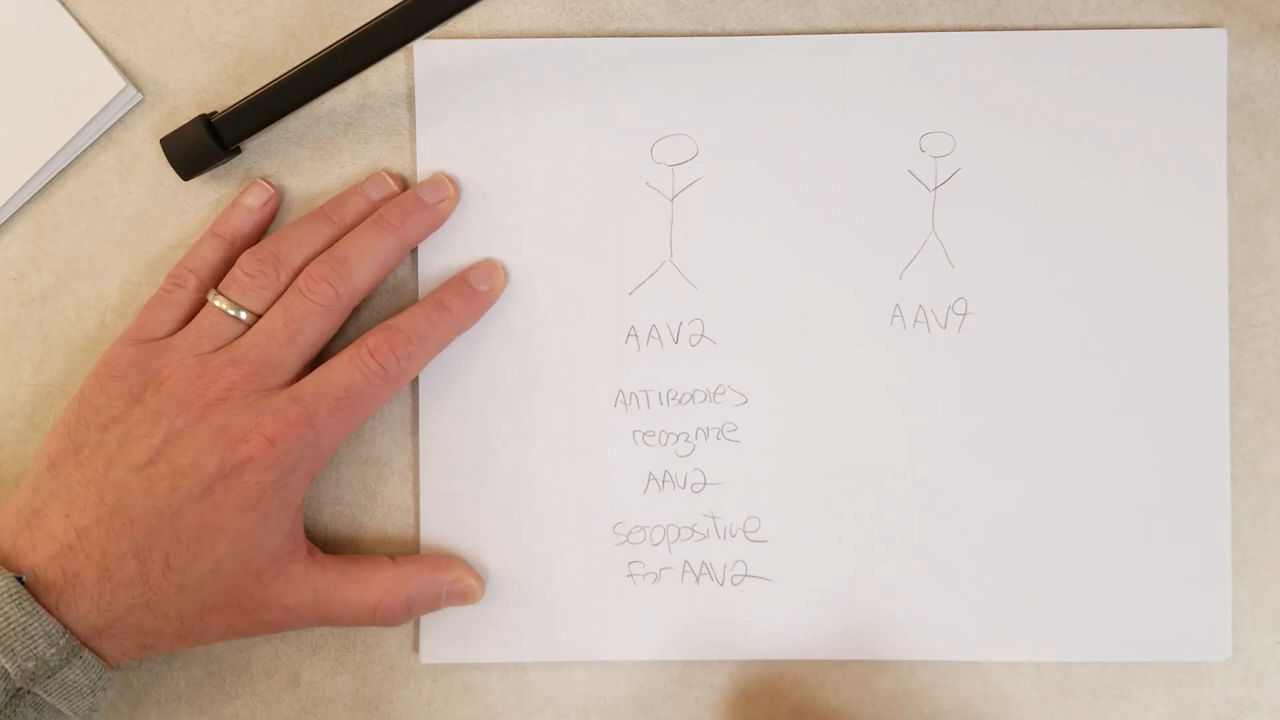 AAV2
AAV9
ANTIBODIES
recognize
AAV2
seropositive
for AAV2